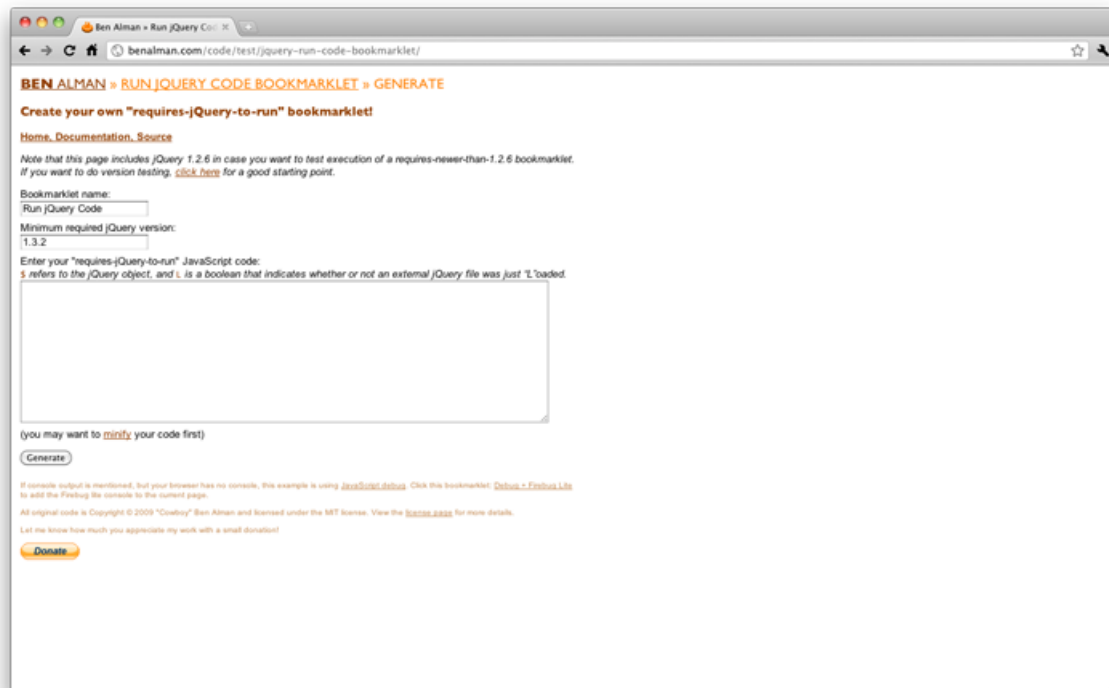 Ben Alman » Run jQuery Co
benalman.com/code/test/jquery-run-code-bookmarklet/
BEN ALMAN » RUN JQUERY CODE BOOKMARKLET » GENERATE
Create your own "requires-jQuery-to-run" bookmarklet!
Home, Documentation, Source
Note that this page includes jQuery 1.2.6 in case you want to test execution of a requires-newer-than-1.2.6 bookmarklet.
If you want to do version testing, click here for a good starting point.
Bookmarklet name:
Run jQuery Code
Minimum required jQuery version:
1.3.2
Enter your "requires-jQuery-to-run" JavaScript code:
$ refers to the jQuery object, and L is a boolean that indicates whether or not an external jQuery file was just "L"oaded.
(you may want to minify your code first)
Generate
If console output is mentioned, but your browser has no console, this example is using JavaScript debug. Click this bookmarklet: Debug + Firebug Lite
to add the Firebug lite console to the current page.
All original code is Copyright © 2009 "Cowboy" Ben Alman and licensed under the MIT license. View the license page for more details.
Let me know how much you appreciate my work with a small donation!
Donate